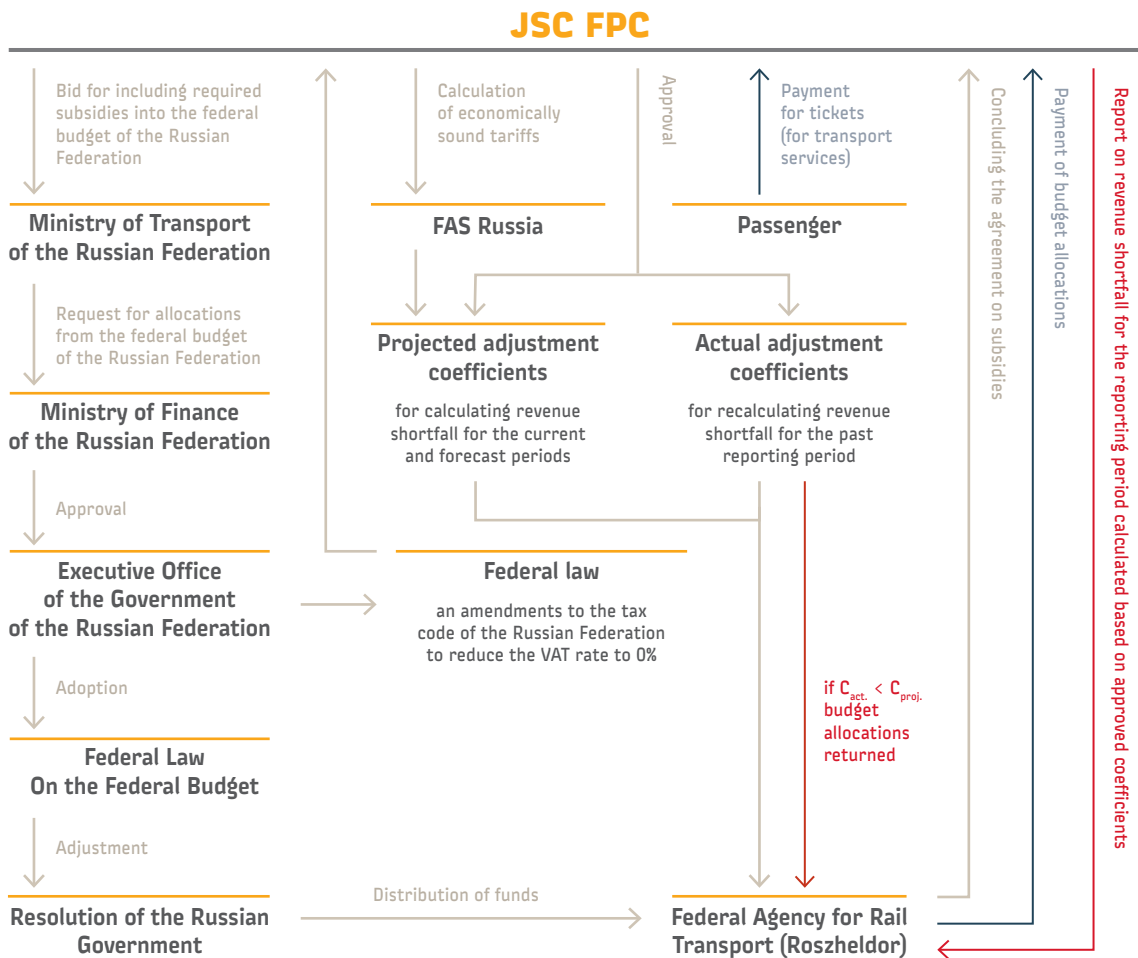 JSC FPC
Bid for including required
subsidies into the federal
budget of the Russian
Federation
Calculation
of economically
sound tariffs
Approval
Payment
for tickets
(for transport
services)
Concluding the agreement on subsidies
Payment of budget allocations
Report on revenue shortfall for the reporting period calculated based on approved coefficients
Ministry of Transport
of the Russian Federation
FAS Russia
Passenger
Request for allocations
from the federal budget
of the Russian Federation
Projected adjustment
coefficients
for calculating revenue
shortfall for the current
and forecast periods
Actual adjustment
coefficients
for recalculating revenue
shortfall for the past
reporting period
Ministry of Finance
of the Russian Federation
Approval
Executive Office
of the Government
of the Russian Federation
Federal law
an amendments to the tax
code of the Russian Federation
to reduce the VAT rate to 0%
Adoption
if Cact. < Cproj.
budget
allocations
returned
Federal Law
On the Federal Budget
Adjustment
Resolution of the Russian
Government
Distribution of funds
Federal Agency for Rail
Transport (Roszheldor)